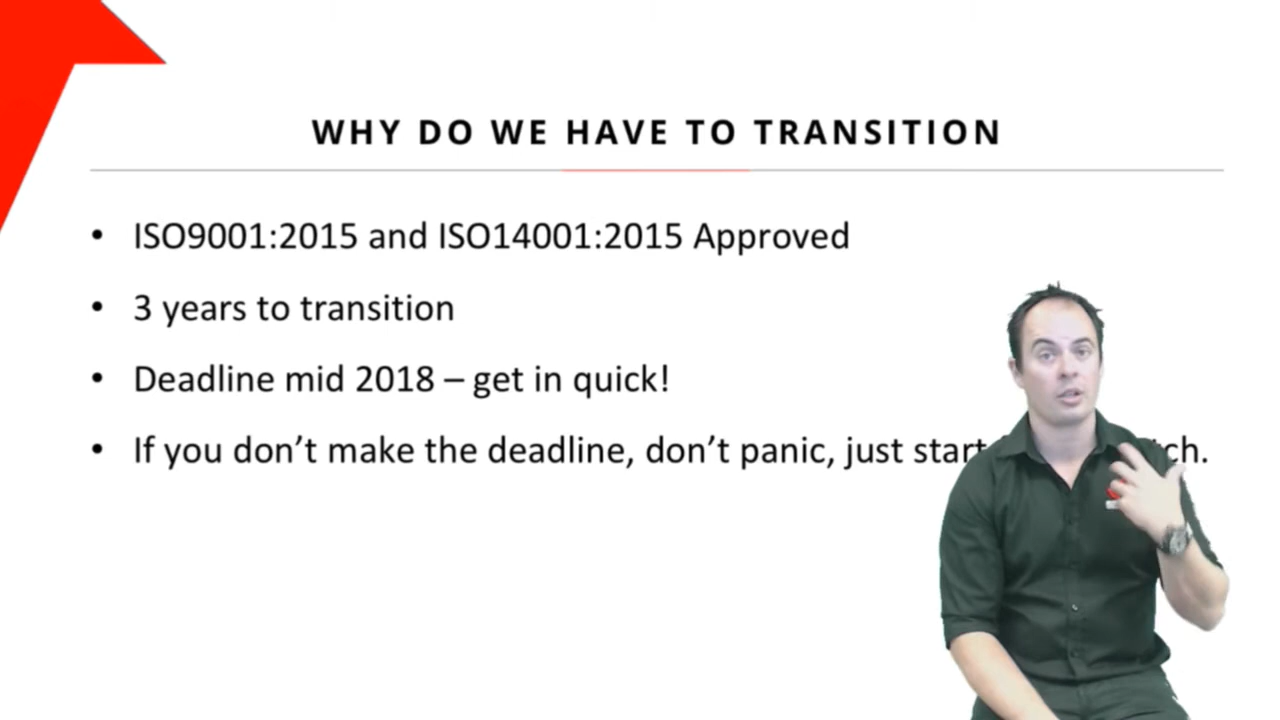 WHY DO WE HAVE TO TRANSITION
• ISO9001:2015 and ISO14001:2015 Approved
• 3 years to transition
• Deadline mid 2018 – get in quick!
• If you don’t make the deadline, don’t panic, just start